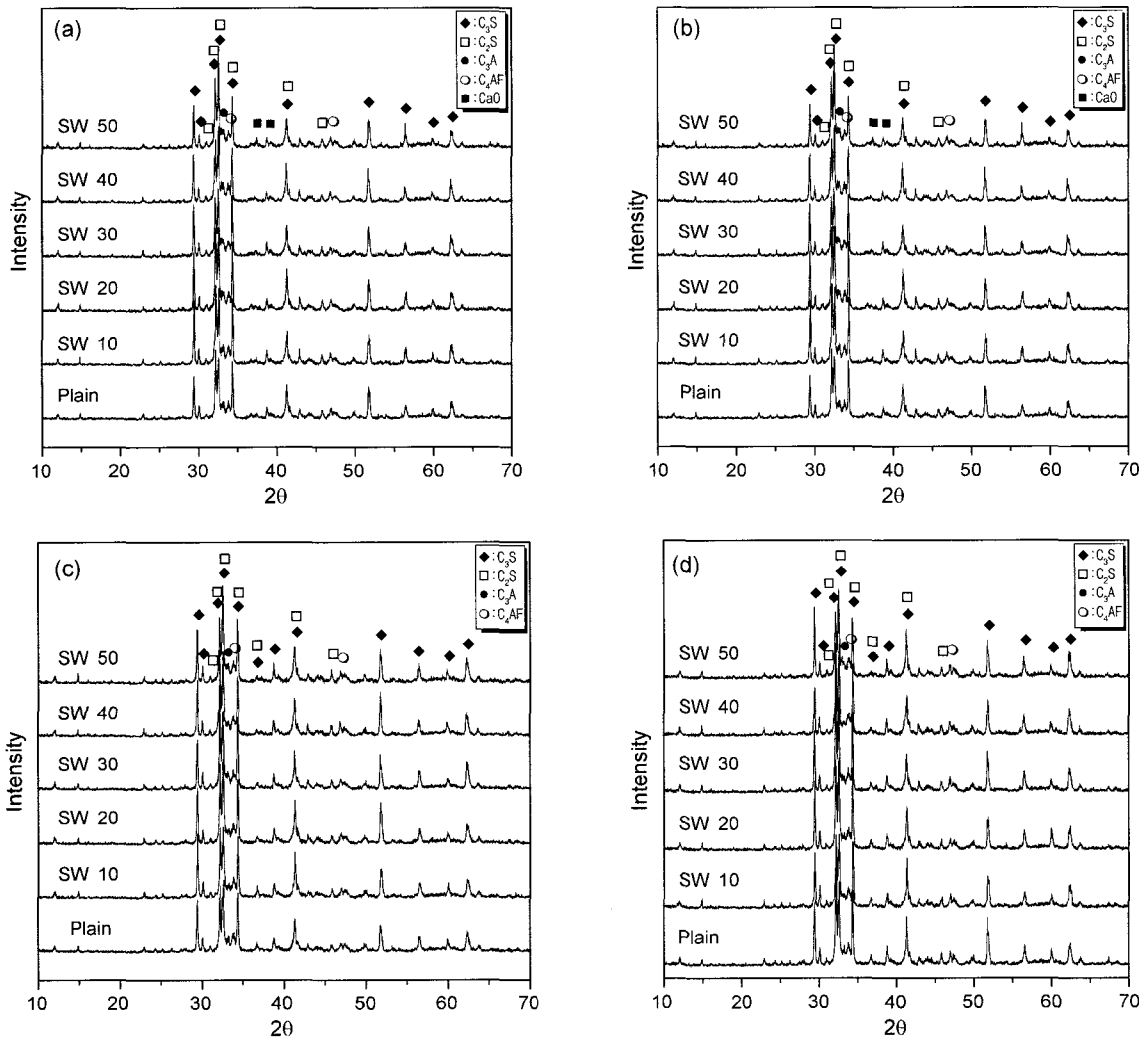 (a)
◆:C₃S
□:C₂S
●:C₃A
○:C₄AF
■:CaO
SW 50
SW 40
SW 30
SW 20
SW 10
Plain
Intensity
10 20 30 40 50 60 70
2θ
(b)
◆:C₃S
□:C₂S
●:C₃A
○:C₄AF
■:CaO
SW 50
SW 40
SW 30
SW 20
SW 10
Plain
Intensity
10 20 30 40 50 60 70
2θ
(c)
◆:C₃S
□:C₂S
●:C₃A
○:C₄AF
SW 50
SW 40
SW 30
SW 20
SW 10
Plain
Intensity
10 20 30 40 50 60 70
2θ
(d)
◆:C₃S
□:C₂S
●:C₃A
○:C₄AF
SW 50
SW 40
SW 30
SW 20
SW 10
Plain
Intensity
10 20 30 40 50 60 70
2θ